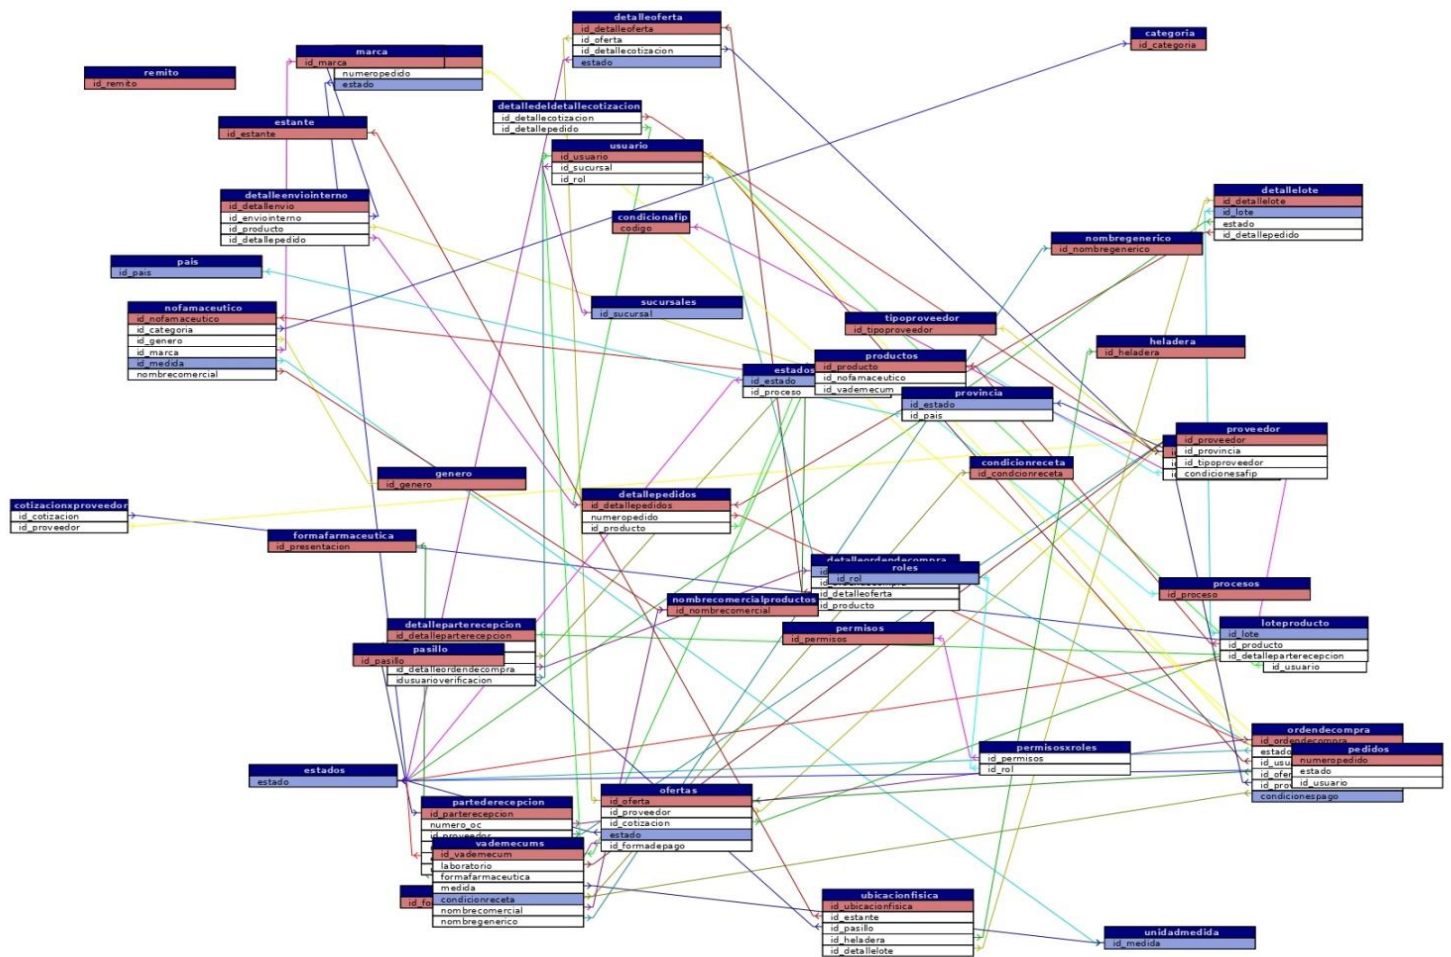 detalleoferta
id_detalleoferta
id_oferta
id_detallecotizacion
estado
categoria
id_categoria
marca
id_marca
numeropedido
estado
remito
id_remito
detalledeldetallecotizacion
id_detallecotizacion
id_detallepedido
estante
id_estante
usuario
id_usuario
id_sucursal
id_rol
detalleenviointerno
id_detallenvio
id_enviointerno
id_producto
id_detallepedido
detallelote
id_detallelote
id_lote
estado
id_detallepedido
condicionafip
codigo
nombregenerico
id_nombregenerico
pais
id_pais
sucursales
id_sucursal
nofamaceutico
id_nofamaceutico
id_categoria
id_genero
id_marca
id_medida
nombrecomercial
tipoproveedor
id_tipoproveedor
heladera
id_heladera
productos
id_producto
id_nofamaceutico
id_vademecum
estados
id_estado
id_proceso
provincia
id_estado
id_pais
proveedor
id_proveedor
id_provincia
id_tipoproveedor
condicionesafip
condicionreceta
id_condcionreceta
genero
id_genero
detallepedidos
id_detallepedidos
numeropedido
id_producto
cotizacionxproveedor
id_cotizacion
id_proveedor
formafarmaceutica
id_presentacion
detalleordendecompra
id_detalleoferta
id_producto
roles
id_rol
procesos
id_proceso
nombrecomercialproductos
id_nombrecomercial
permisos
id_permisos
loteproducto
id_lote
id_producto
id_detalleparterecepcion
id_usuario
detalleparterecepcion
id_detalleparterecepcion
pasillo
id_pasillo
id_detalleordendecompra
idusuarioverificacion
ordendecompra
id_ordendecompra
condicionespago
pedidos
numeropedido
estado
id_usuario
permisosxroles
id_permisos
id_rol
estados
estado
partederecepcion
id_parterecepcion
numero_oc
id_proveedor
ofertas
id_oferta
id_proveedor
id_cotizacion
estado
id_formadepago
vademecums
id_vademecum
laboratorio
formafarmaceutica
medida
condicionreceta
nombrecomercial
nombregenerico
ubicacionfisica
id_ubicacionfisica
id_estante
id_pasillo
id_heladera
id_detallelote
unidadmedida
id_medida